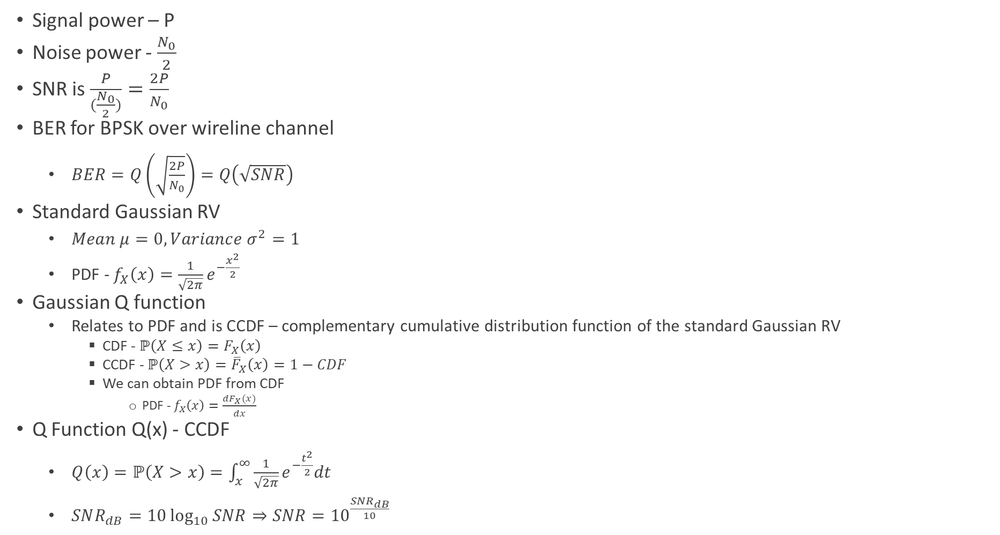 • Signal power – P
• Noise power - $\frac{N_0}{2}$
• SNR is $\frac{P}{(\frac{N_0}{2})} = \frac{2P}{N_0}$
• BER for BPSK over wireline channel
• $BER = Q\left(\sqrt{\frac{2P}{N_0}}\right) = Q(\sqrt{SNR})$
• Standard Gaussian RV
• $Mean\ \mu = 0, Variance\ \sigma^2 = 1$
• PDF - $f_X(x) = \frac{1}{\sqrt{2\pi}} e^{-\frac{x^2}{2}}$
• Gaussian Q function
• Relates to PDF and is CCDF – complementary cumulative distribution function of the standard Gaussian RV
▪ CDF - $\mathbb{P}(X \le x) = F_X(x)$
▪ CCDF - $\mathbb{P}(X > x) = \bar{\bar{F}}_X(x) = 1 - CDF$
▪ We can obtain PDF from CDF
o PDF - $f_X(x) = \frac{dF_X(x)}{dx}$
• Q Function Q(x) - CCDF
• $Q(x) = \mathbb{P}(X > x) = \int_x^\infty \frac{1}{\sqrt{2\pi}} e^{-\frac{t^2}{2}} dt$
• $SNR_{dB} = 10 \log_{10} SNR \Rightarrow SNR = 10^{\frac{SNR_{dB}}{10}}$